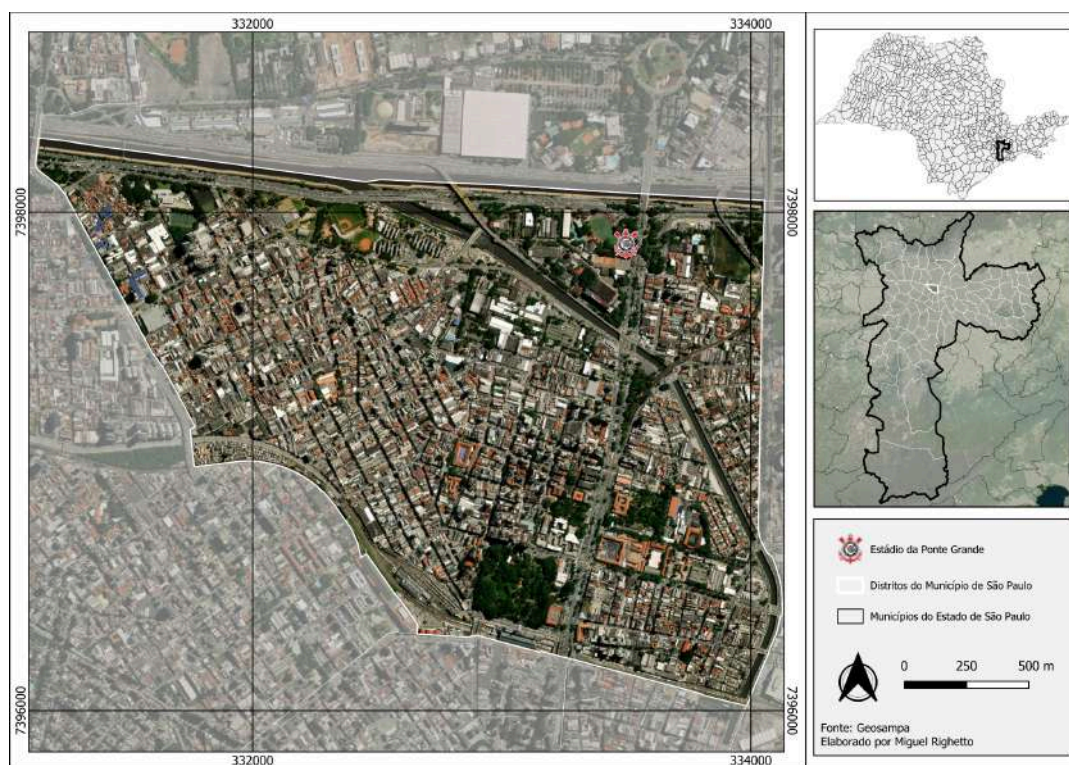 332000
334000
7398000
7398000
7396000
7396000
332000
334000
Estádio da Ponte Grande
Distritos do Município de São Paulo
Municípios do Estado de São Paulo
0 250 500 m
Fonte: Geosampa
Elaborado por Miguel Righetto